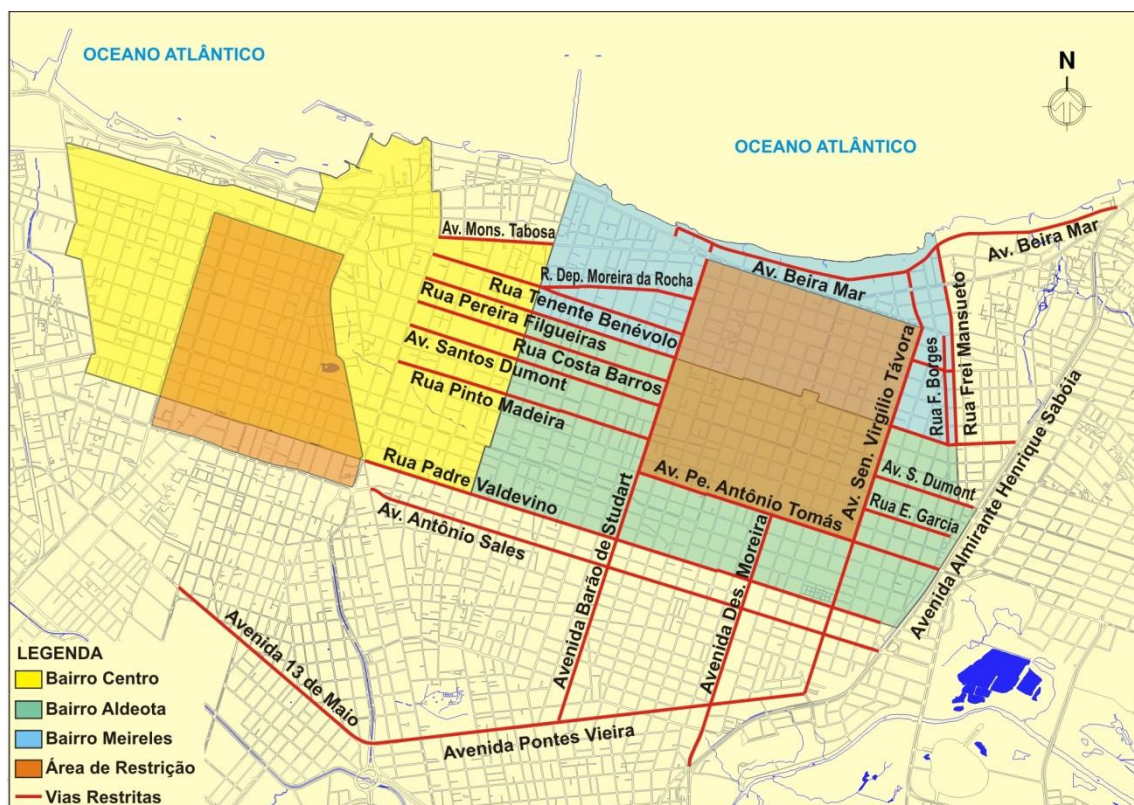 OCEANO ATLÂNTICO
N
OCEANO ATLÂNTICO
Av. Mons. Tabosa
Av. Beira Mar
Av. Beira Mar
R. Dep. Moreira da Rocha
Rua Tenente Benévolo
Rua Pereira Filgueiras
Rua Costa Barros
Av. Santos Dumont
Rua Pinto Madeira
Rua Padre Valdevino
Av. Antônio Sales
Av. Pe. Antônio Tomás
Av. Sen. Virgílio Távora
Rua F. Borges
Rua Frei Mansueto
Av. S. Dumont
Rua E. Garcia
Avenida Almirante Henrique Sabóia
Avenida Barão de Studart
Avenida Des. Moreira
Avenida 13 de Maio
Avenida Pontes Vieira
LEGENDA
Bairro Centro
Bairro Aldeota
Bairro Meireles
Área de Restrição
Vias Restritas